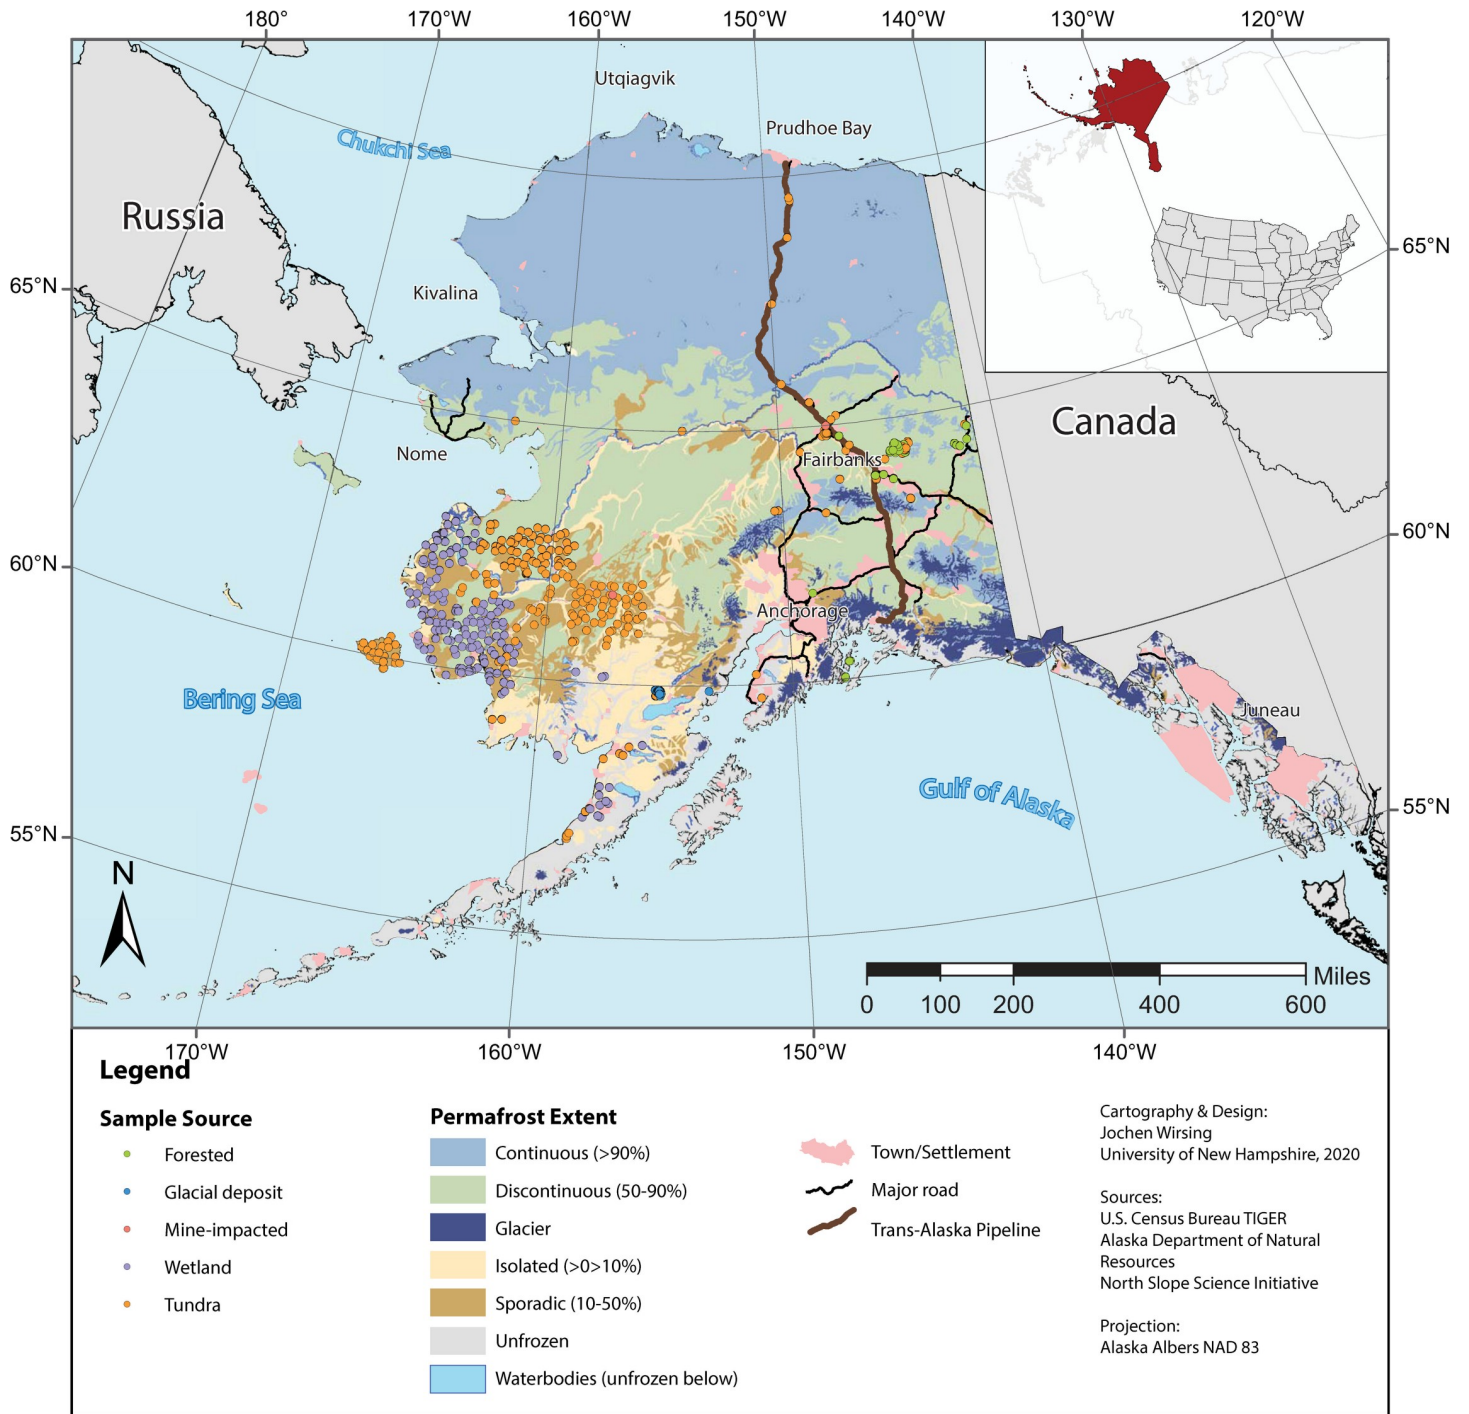 180° 170°W 160°W 150°W 140°W 130°W 120°W
Utqiagvik
Prudhoe Bay
Chukchi Sea
Russia
65°N
65°N
Kivalina
Canada
Nome
Fairbanks
60°N
60°N
Anchorage
Bering Sea
Juneau
Gulf of Alaska
55°N
55°N
N
Miles
0 100 200 400 600
170°W 160°W 150°W 140°W
Legend
Sample Source
Forested
Glacial deposit
Mine-impacted
Wetland
Tundra
Permafrost Extent
Continuous (>90%)
Discontinuous (50-90%)
Glacier
Isolated (>0>10%)
Sporadic (10-50%)
Unfrozen
Waterbodies (unfrozen below)
Town/Settlement
Major road
Trans-Alaska Pipeline
Cartography & Design:
Jochen Wirsing
University of New Hampshire, 2020
Sources:
U.S. Census Bureau TIGER
Alaska Department of Natural
Resources
North Slope Science Initiative
Projection:
Alaska Albers NAD 83